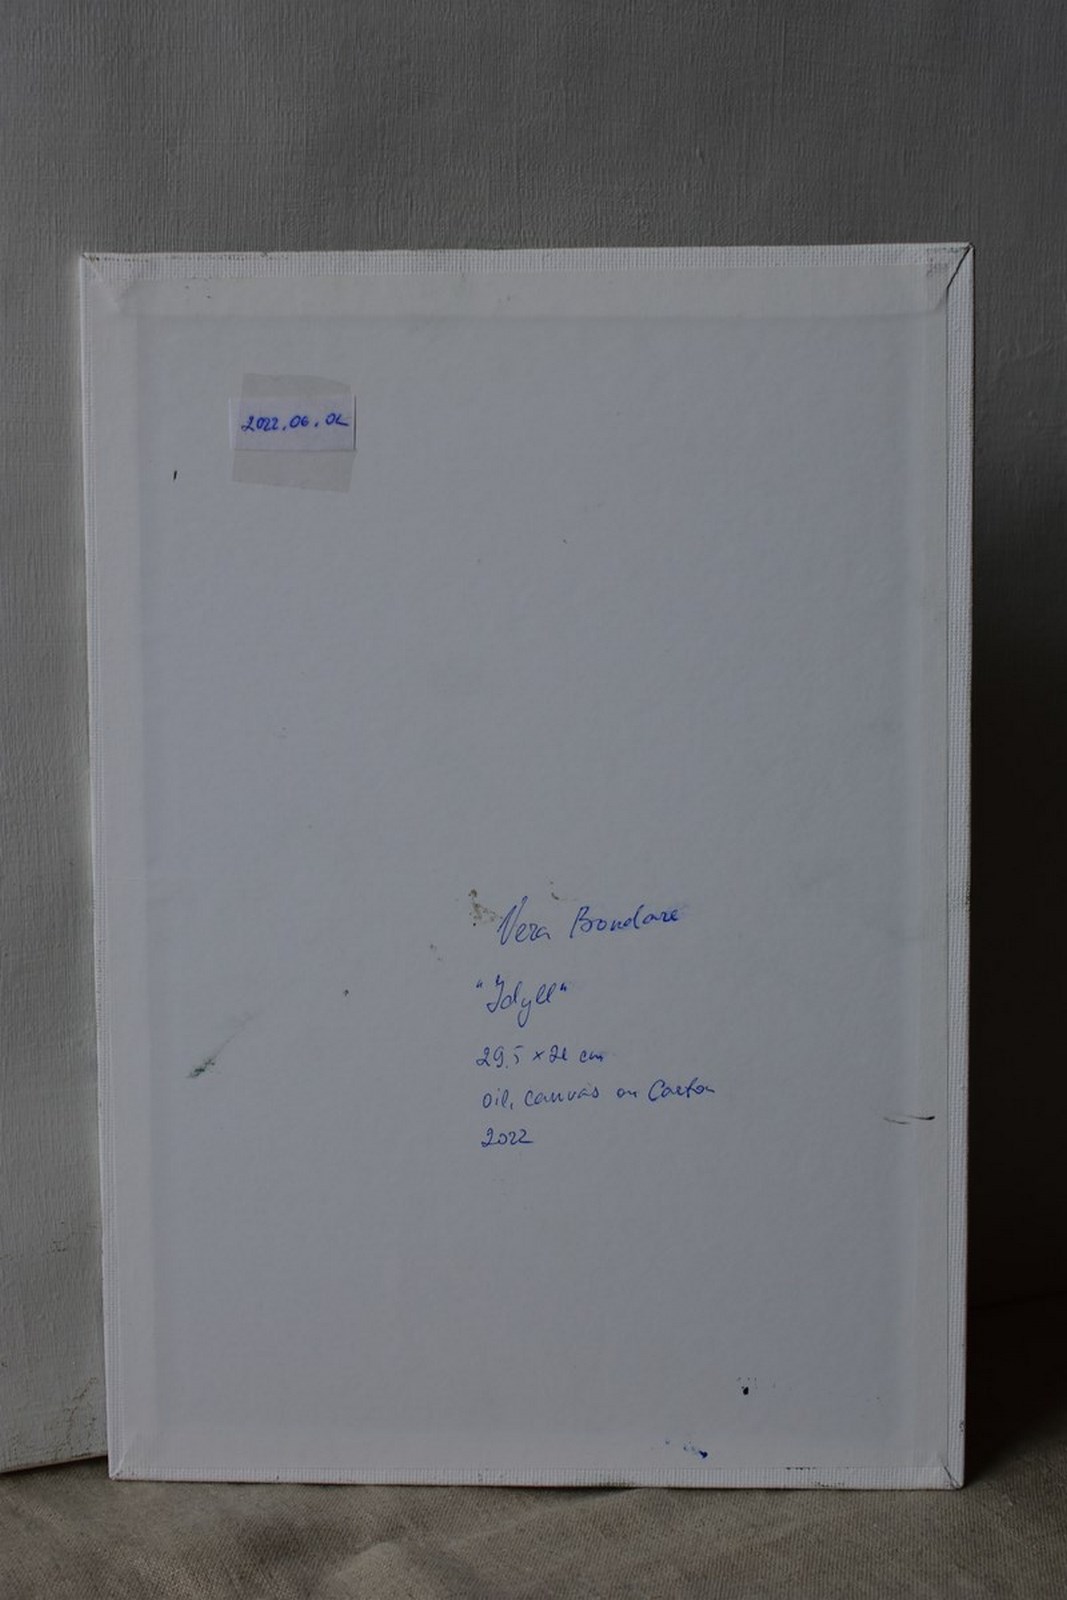 2022.06.02
Vera Bondare
"Idyll"
29,5 x 21 cm
oil, canvas on Carton
2022